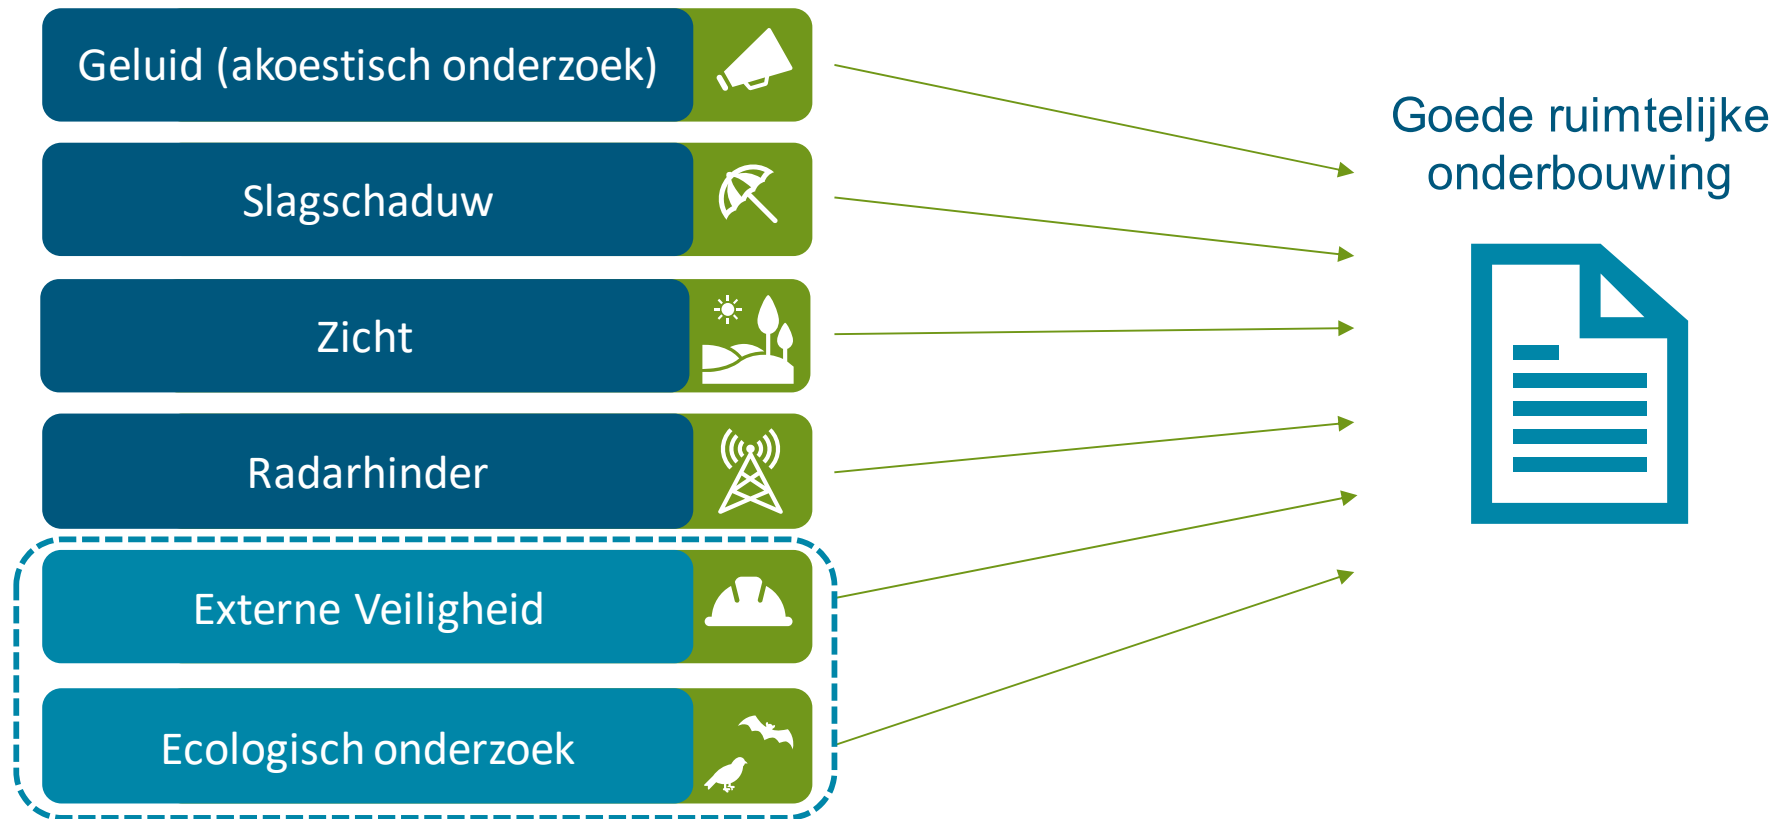 Geluid (akoestisch onderzoek)
Slagschaduw
Zicht
Radarhinder
Externe Veiligheid
Ecologisch onderzoek
Goede ruimtelijke
onderbouwing